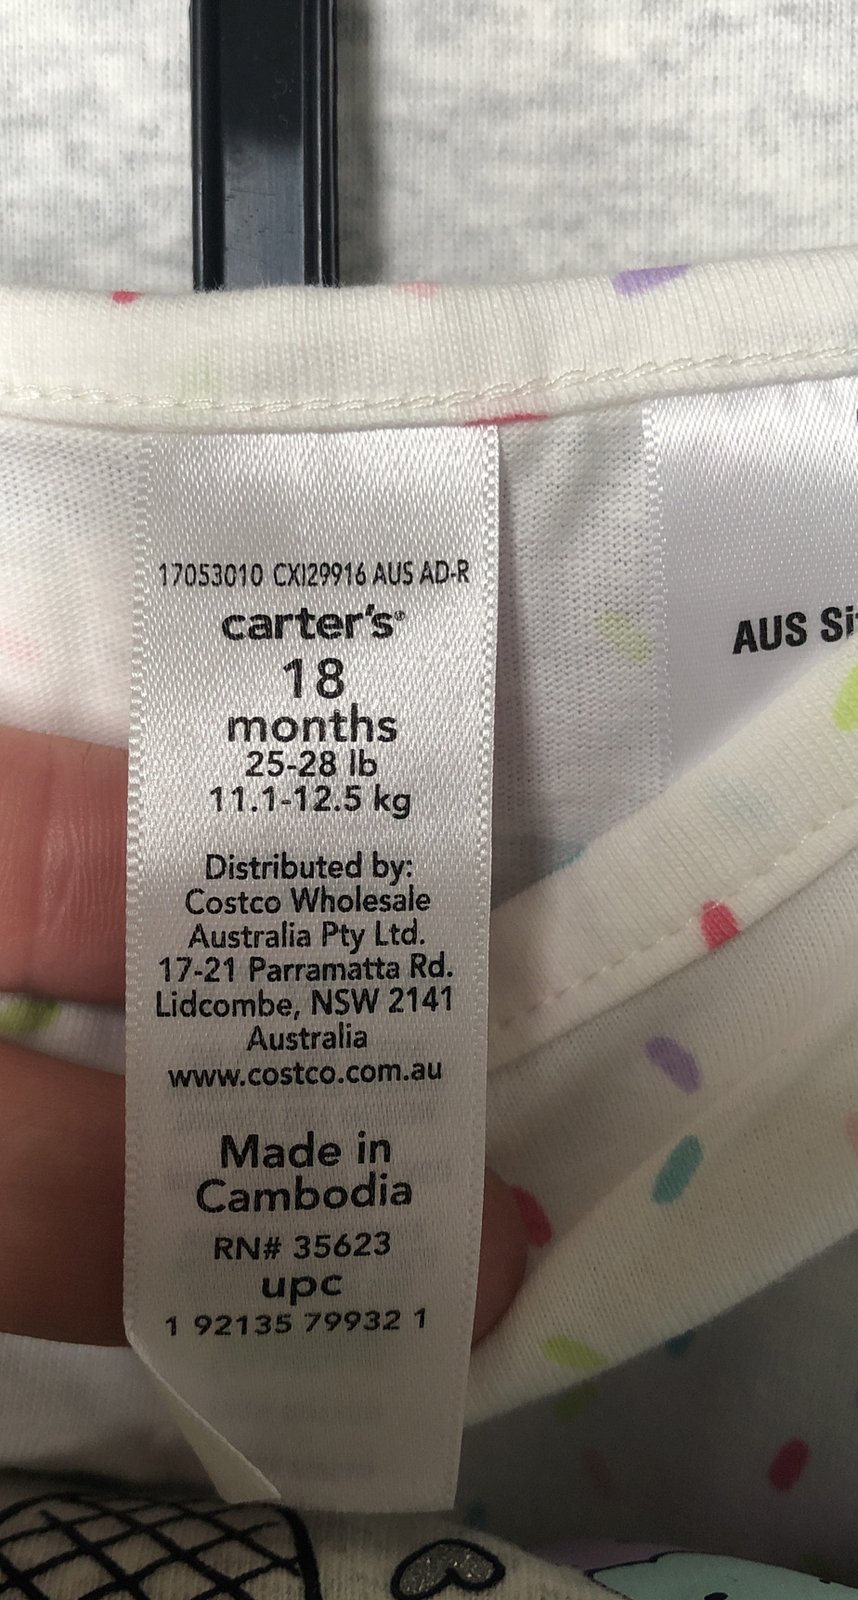 17053010 CXI29916 AUS AD-R
carter's®
18
months
25-28 lb
11.1-12.5 kg
Distributed by:
Costco Wholesale
Australia Pty Ltd.
17-21 Parramatta Rd.
Lidcombe, NSW 2141
Australia
www.costco.com.au
Made in
Cambodia
RN# 35623
upc
1 92135 79932 1
AUS